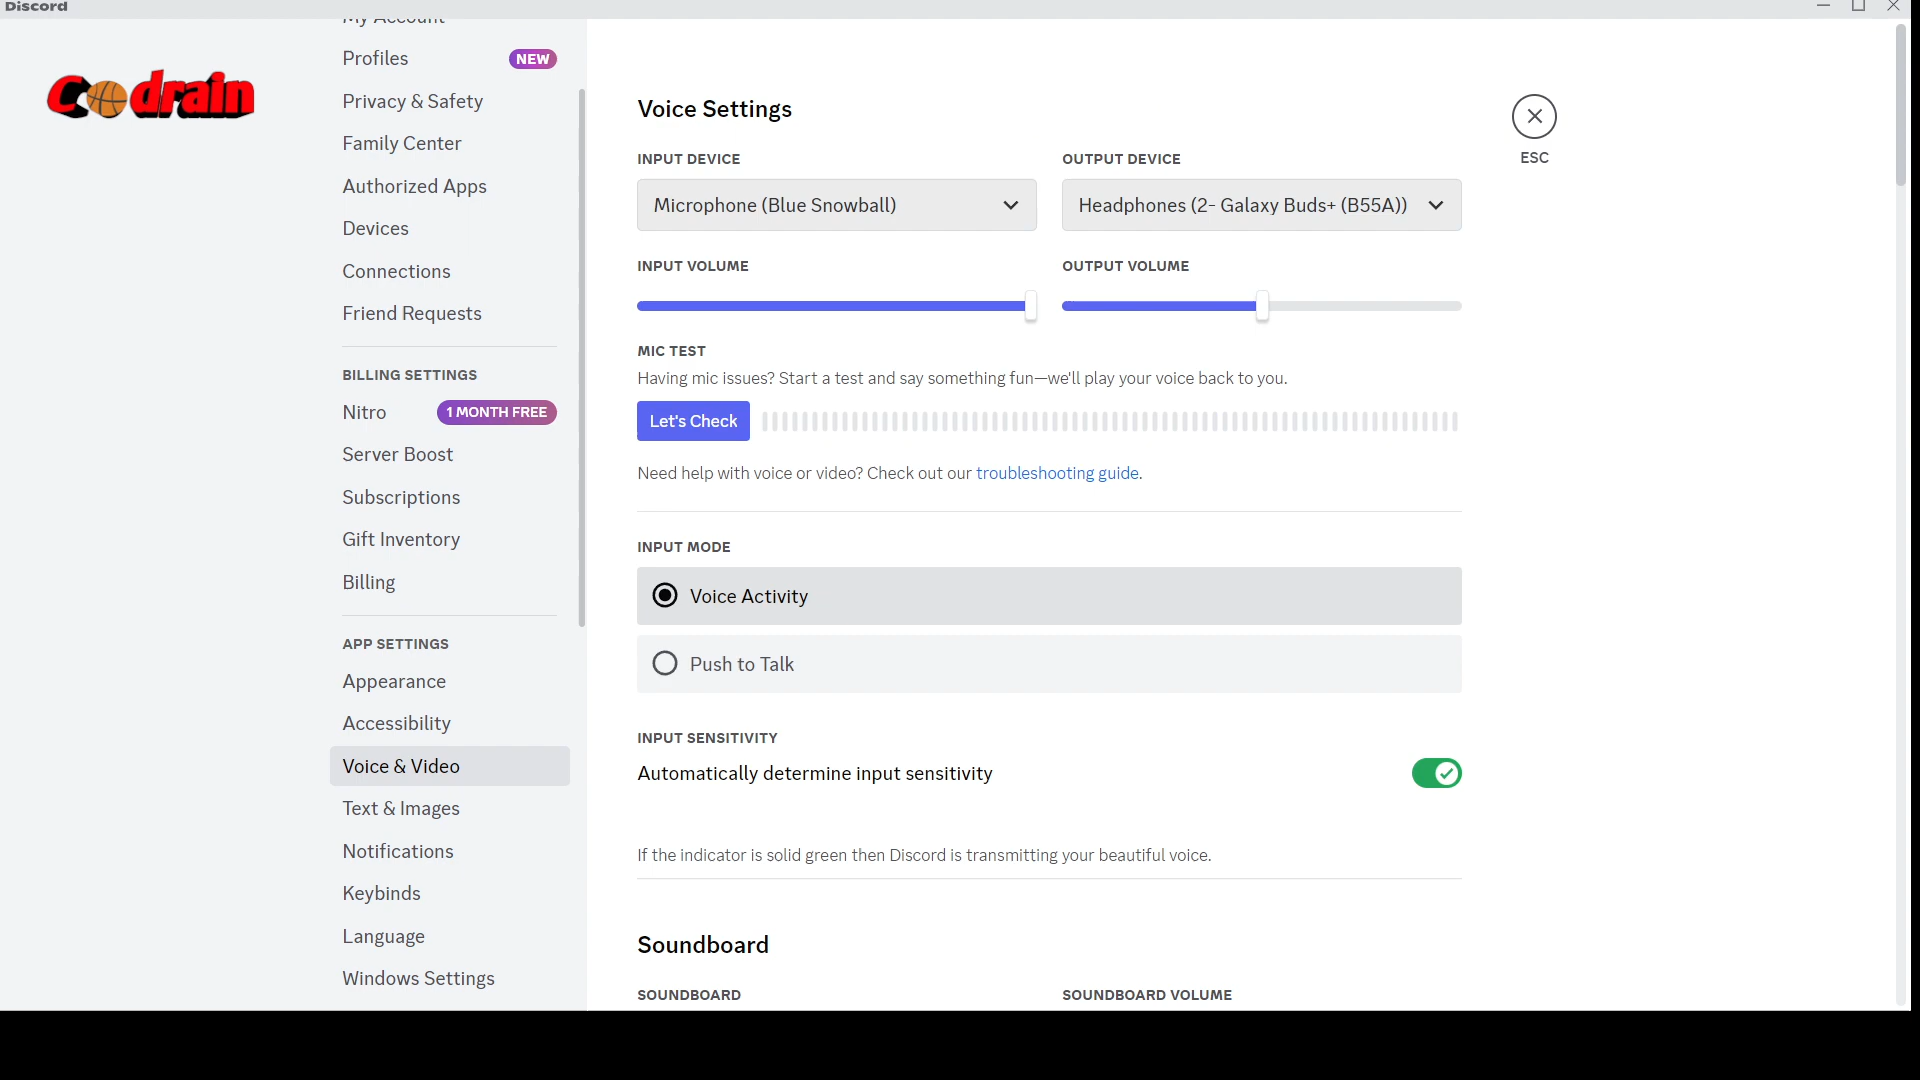 Discord
My Account
Profiles NEW
Privacy & Safety
Family Center
Authorized Apps
Devices
Connections
Friend Requests
BILLING SETTINGS
Nitro 1 MONTH FREE
Server Boost
Subscriptions
Gift Inventory
Billing
APP SETTINGS
Appearance
Accessibility
Voice & Video
Text & Images
Notifications
Keybinds
Language
Windows Settings
Codrain
Voice Settings
ESC
INPUT DEVICE
OUTPUT DEVICE
Microphone (Blue Snowball)
Headphones (2- Galaxy Buds+ (B55A))
INPUT VOLUME
OUTPUT VOLUME
MIC TEST
Having mic issues? Start a test and say something fun—we'll play your voice back to you.
Let's Check
Need help with voice or video? Check out our troubleshooting guide.
INPUT MODE
Voice Activity
Push to Talk
INPUT SENSITIVITY
Automatically determine input sensitivity
If the indicator is solid green then Discord is transmitting your beautiful voice.
Soundboard
SOUNDBOARD
SOUNDBOARD VOLUME